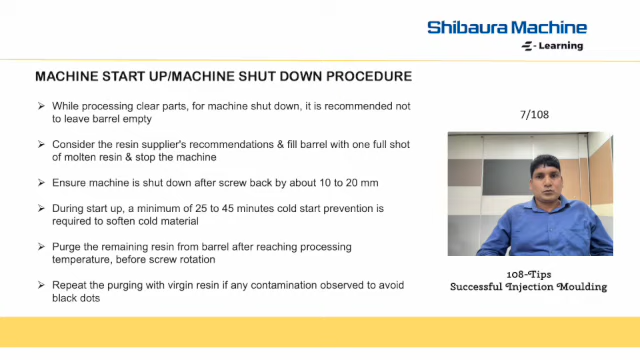 Shibaura Machine
E - Learning
MACHINE START UP/MACHINE SHUT DOWN PROCEDURE
➢ While processing clear parts, for machine shut down, it is recommended not
to leave barrel empty
➢ Consider the resin supplier's recommendations & fill barrel with one full shot
of molten resin & stop the machine
➢ Ensure machine is shut down after screw back by about 10 to 20 mm
➢ During start up, a minimum of 25 to 45 minutes cold start prevention is
required to soften cold material
➢ Purge the remaining resin from barrel after reaching processing
temperature, before screw rotation
➢ Repeat the purging with virgin resin if any contamination observed to avoid
black dots
7/108
108-Tips
Successful Injection Moulding